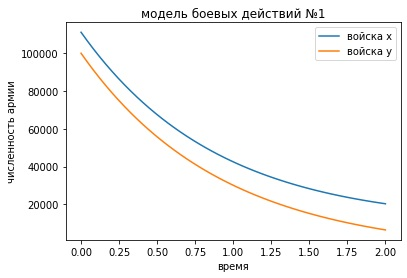 модель боевых действий №1
войска x
войска y
численность армии
100000
80000
60000
40000
20000
0.00 0.25 0.50 0.75 1.00 1.25 1.50 1.75 2.00
время